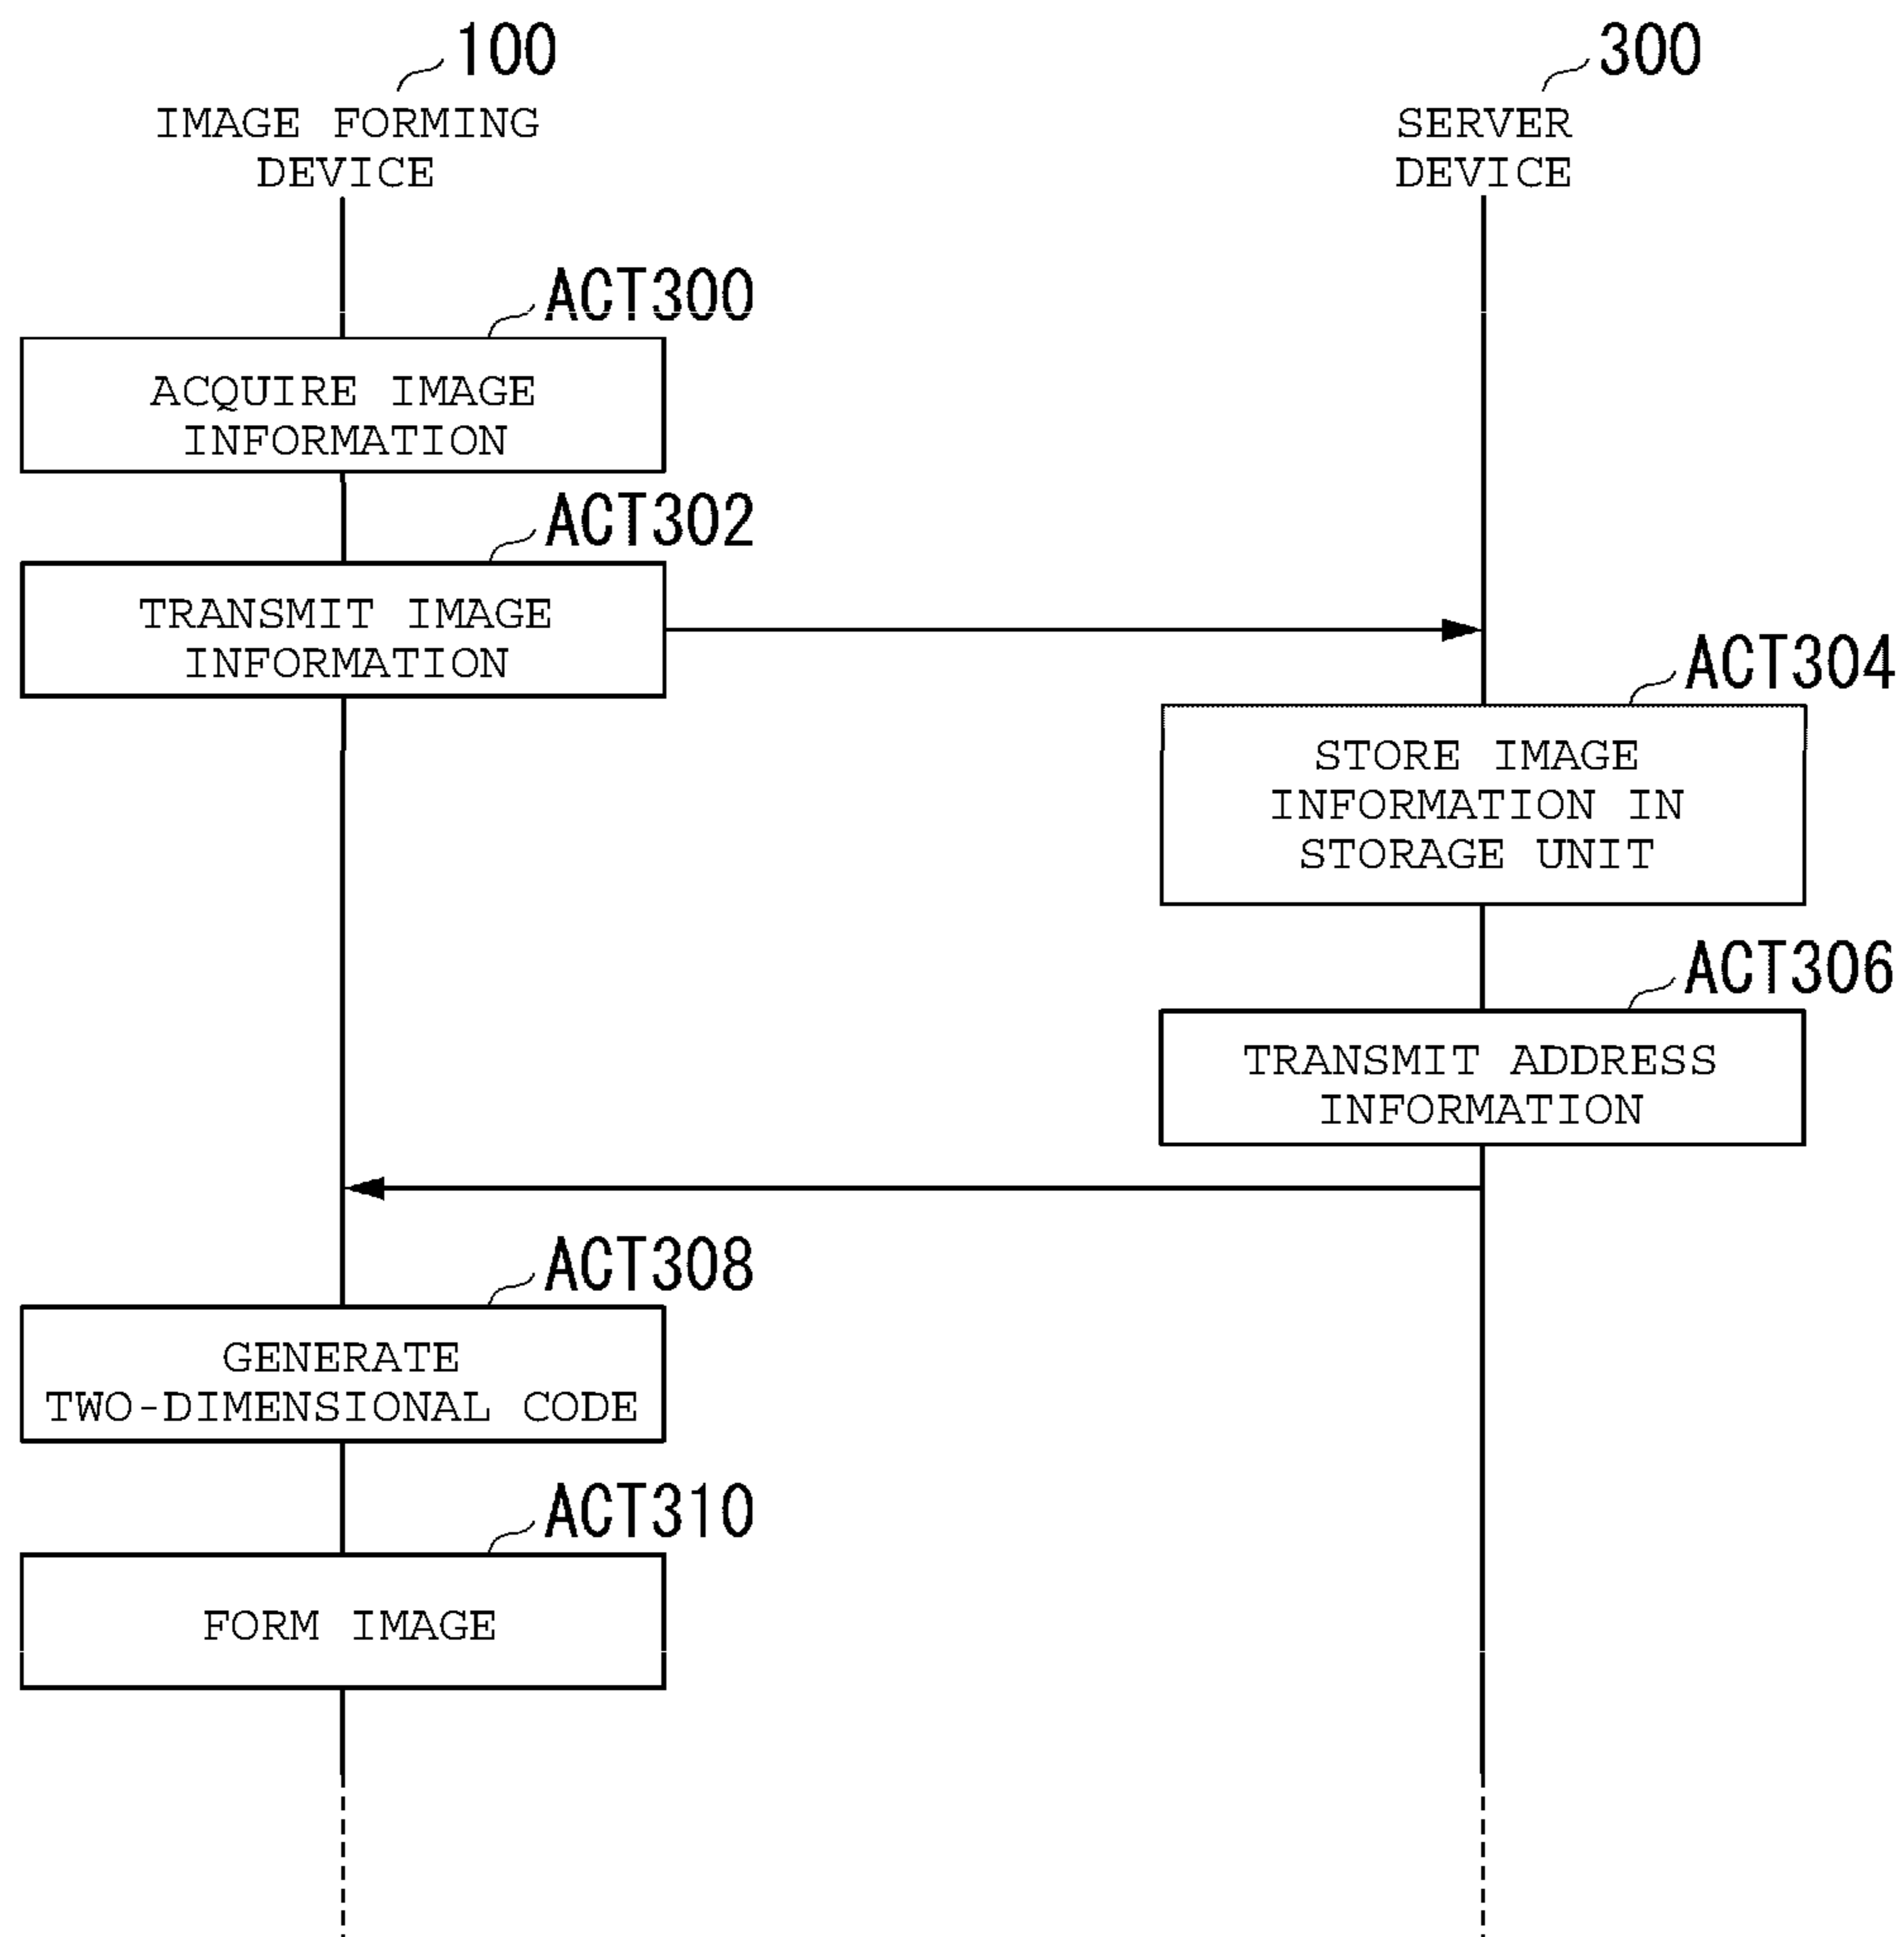 100
IMAGE FORMING
DEVICE
300
SERVER
DEVICE
ACT300
ACQUIRE IMAGE
INFORMATION
ACT302
TRANSMIT IMAGE
INFORMATION
ACT304
STORE IMAGE
INFORMATION IN
STORAGE UNIT
ACT306
TRANSMIT ADDRESS
INFORMATION
ACT308
GENERATE
TWO-DIMENSIONAL CODE
ACT310
FORM IMAGE